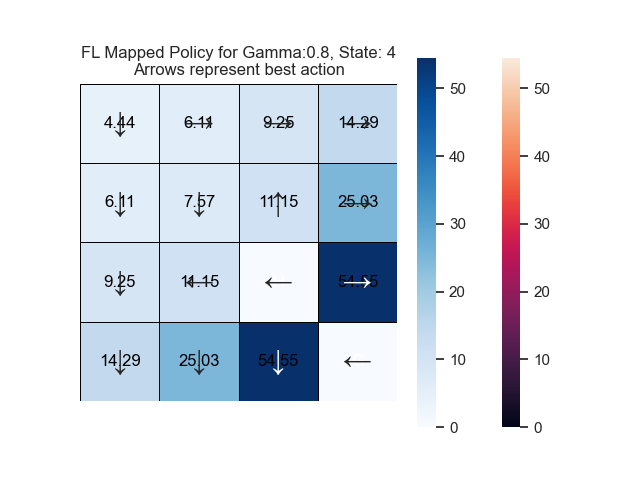 FL Mapped Policy for Gamma:0.8, State: 4
Arrows represent best action
4.44 6.11 9.25 14.29
6.11 7.57 11.15 25.03
9.25 11.15 54.55
14.29 25.03 54.55
50
40
30
20
10
0
50
40
30
20
10
0